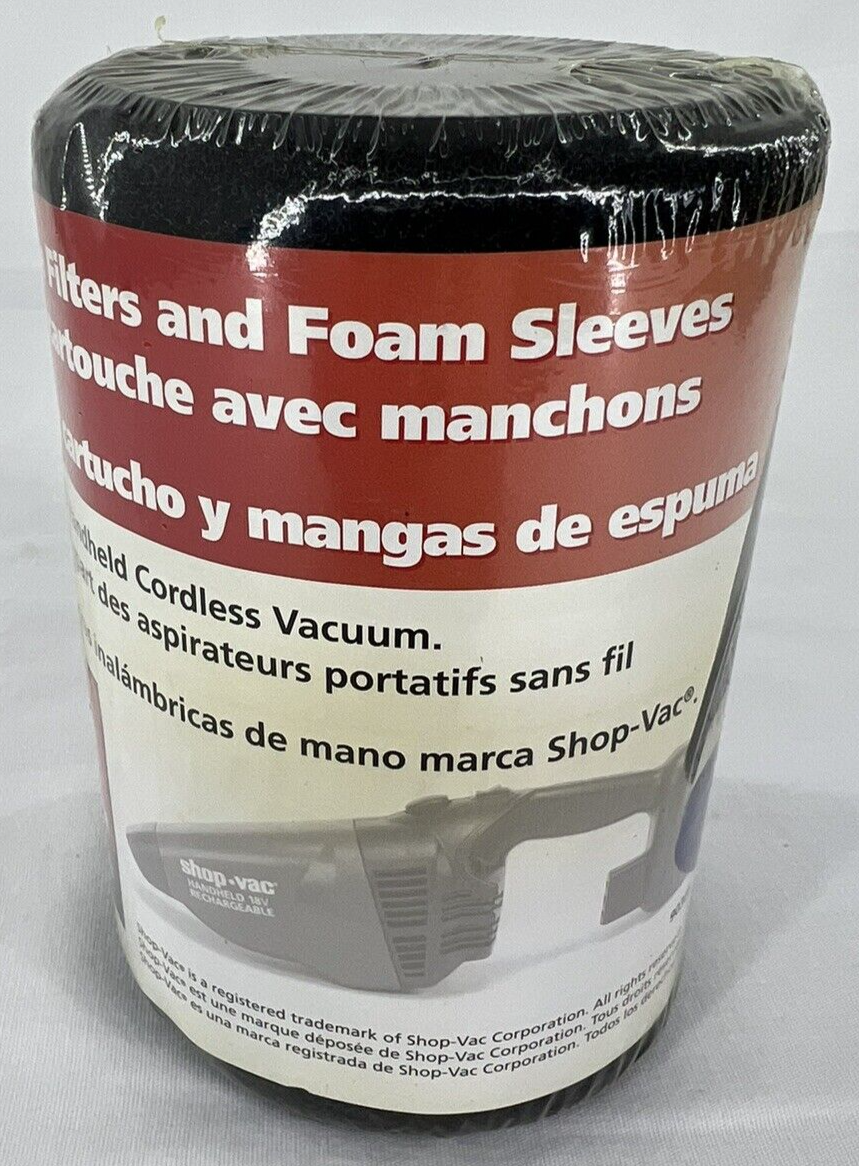 Filters and Foam Sleeves
avec manchons
y mangas de espuma
Cordless Vacuum.
des aspirateurs portatifs sans fil
inalámbricas de mano marca Shop-Vac®.
shop•vac®
HANDHELD 18V
RECHARGEABLE
Shop-Vac® is a registered trademark of Shop-Vac Corporation. All rights
Shop-Vac® est une marque déposée de Shop-Vac Corporation. Tous droits
Shop-Vac® es una marca registrada de Shop-Vac Corporation. Todos los